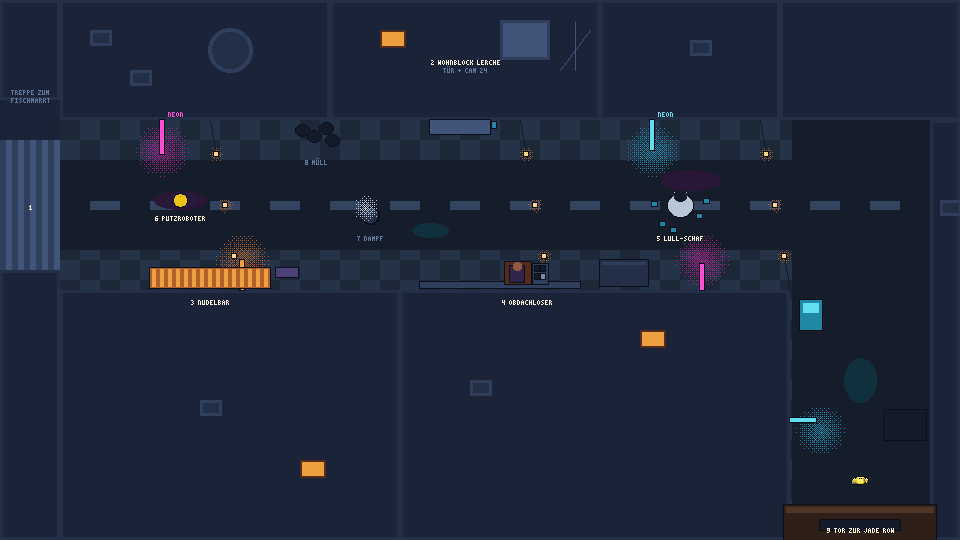 2 WOHNBLOCK LERCHE
TÜR + CAM 24
TREPPE ZUM
FISCHMARKT
NEON
NEON
8 MÜLL
1
6 PUTZROBOTER
7 DAMPF
5 LULL-SCHAF
3 NUDELBAR
4 OBDACHLOSER
9 TOR ZUR JADE ROW